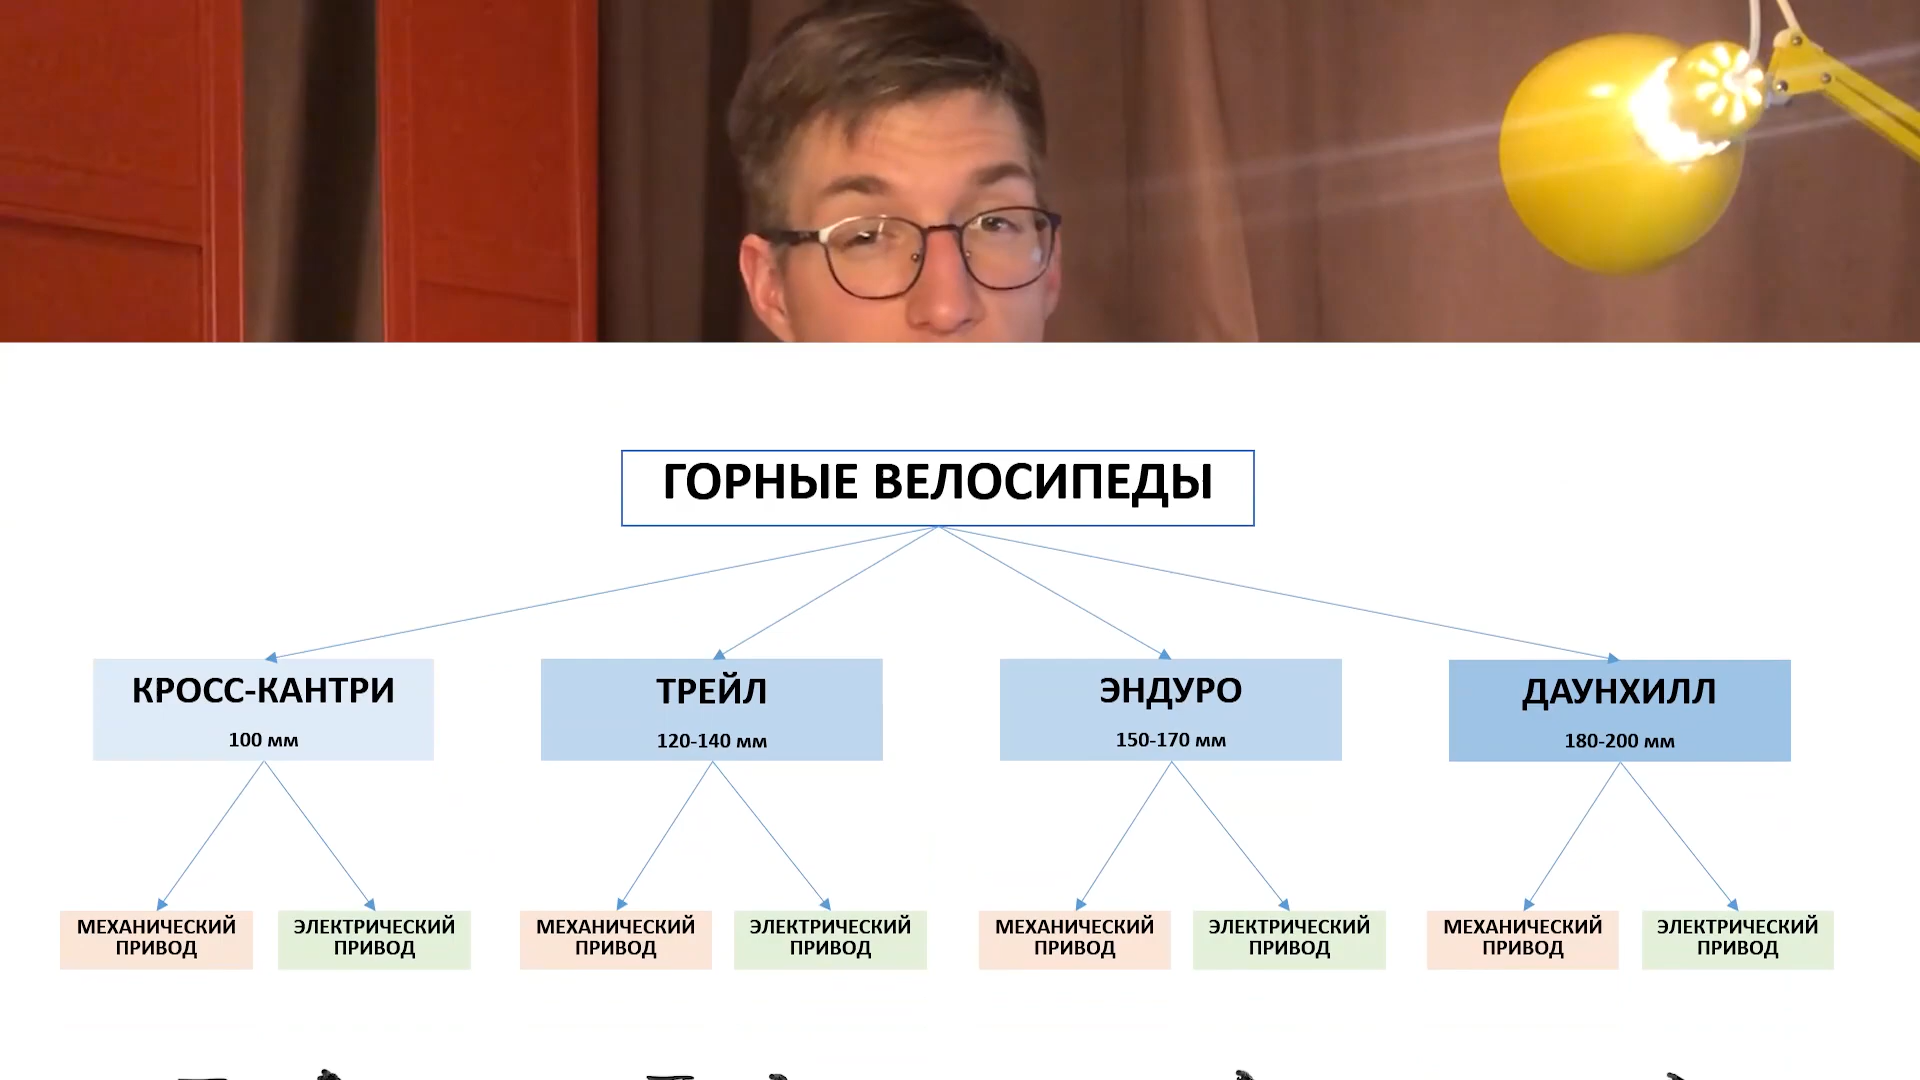 ГОРНЫЕ ВЕЛОСИПЕДЫ
КРОСС-КАНТРИ
100 мм
ТРЕЙЛ
120-140 мм
ЭНДУРО
150-170 мм
ДАУНХИЛЛ
180-200 мм
МЕХАНИЧЕСКИЙ
ПРИВОД
ЭЛЕКТРИЧЕСКИЙ
ПРИВОД
МЕХАНИЧЕСКИЙ
ПРИВОД
ЭЛЕКТРИЧЕСКИЙ
ПРИВОД
МЕХАНИЧЕСКИЙ
ПРИВОД
ЭЛЕКТРИЧЕСКИЙ
ПРИВОД
МЕХАНИЧЕСКИЙ
ПРИВОД
ЭЛЕКТРИЧЕСКИЙ
ПРИВОД